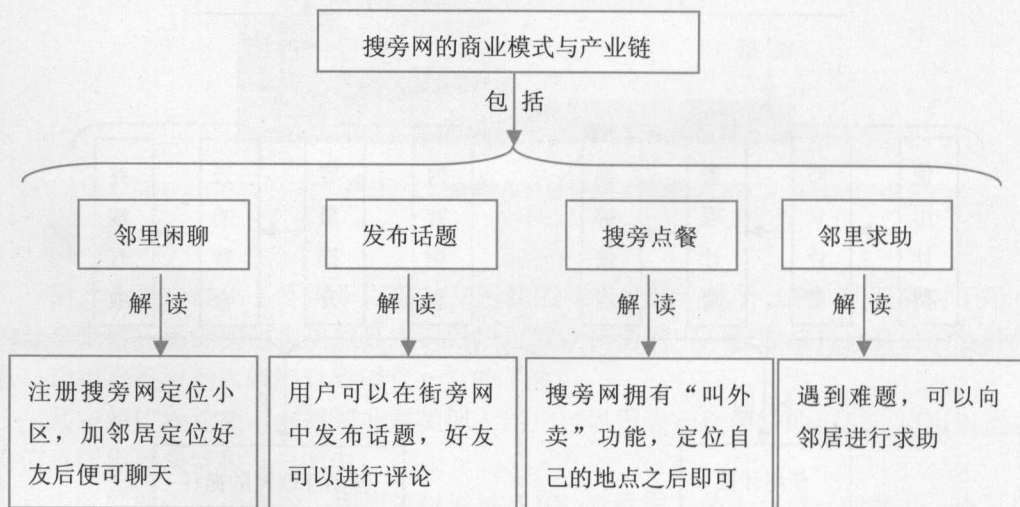 搜旁网的商业模式与产业链
包 括
邻里闲聊
发布话题
搜旁点餐
邻里求助
解 读
解 读
解 读
解 读
注册搜旁网定位小
区，加邻居定位好
友后便可聊天
用户可以在街旁网
中发布话题，好友
可以进行评论
搜旁网拥有“叫外
卖”功能，定位自
己的地点之后即可
遇到难题，可以向
邻居进行求助